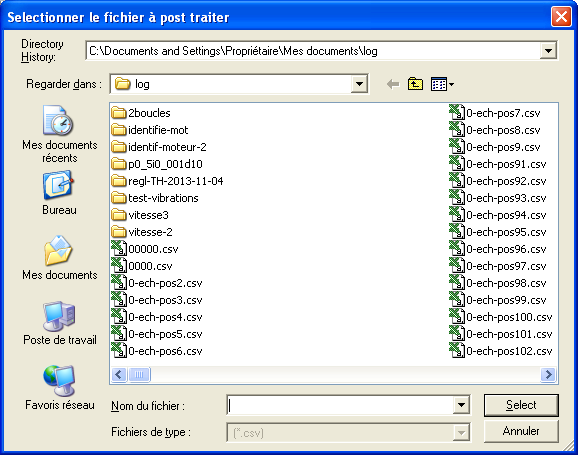 Selectionner le fichier à post traiter
Directory
History:
C:\Documents and Settings\Propriétaire\Mes documents\log
Regarder dans :
log
Mes documents
récents
Bureau
Mes documents
Poste de travail
Favoris réseau
2boucles
identifie-mot
identif-moteur-2
p0_5i0_001d10
regl-TH-2013-11-04
test-vibrations
vitesse3
vitesse-2
00000.csv
0000.csv
0-ech-pos2.csv
0-ech-pos3.csv
0-ech-pos4.csv
0-ech-pos5.csv
0-ech-pos6.csv
0-ech-pos7.csv
0-ech-pos8.csv
0-ech-pos9.csv
0-ech-pos91.csv
0-ech-pos92.csv
0-ech-pos93.csv
0-ech-pos94.csv
0-ech-pos95.csv
0-ech-pos96.csv
0-ech-pos97.csv
0-ech-pos98.csv
0-ech-pos99.csv
0-ech-pos100.csv
0-ech-pos101.csv
0-ech-pos102.csv
Nom du fichier :
Select
Fichiers de type :
(*.csv)
Annuler